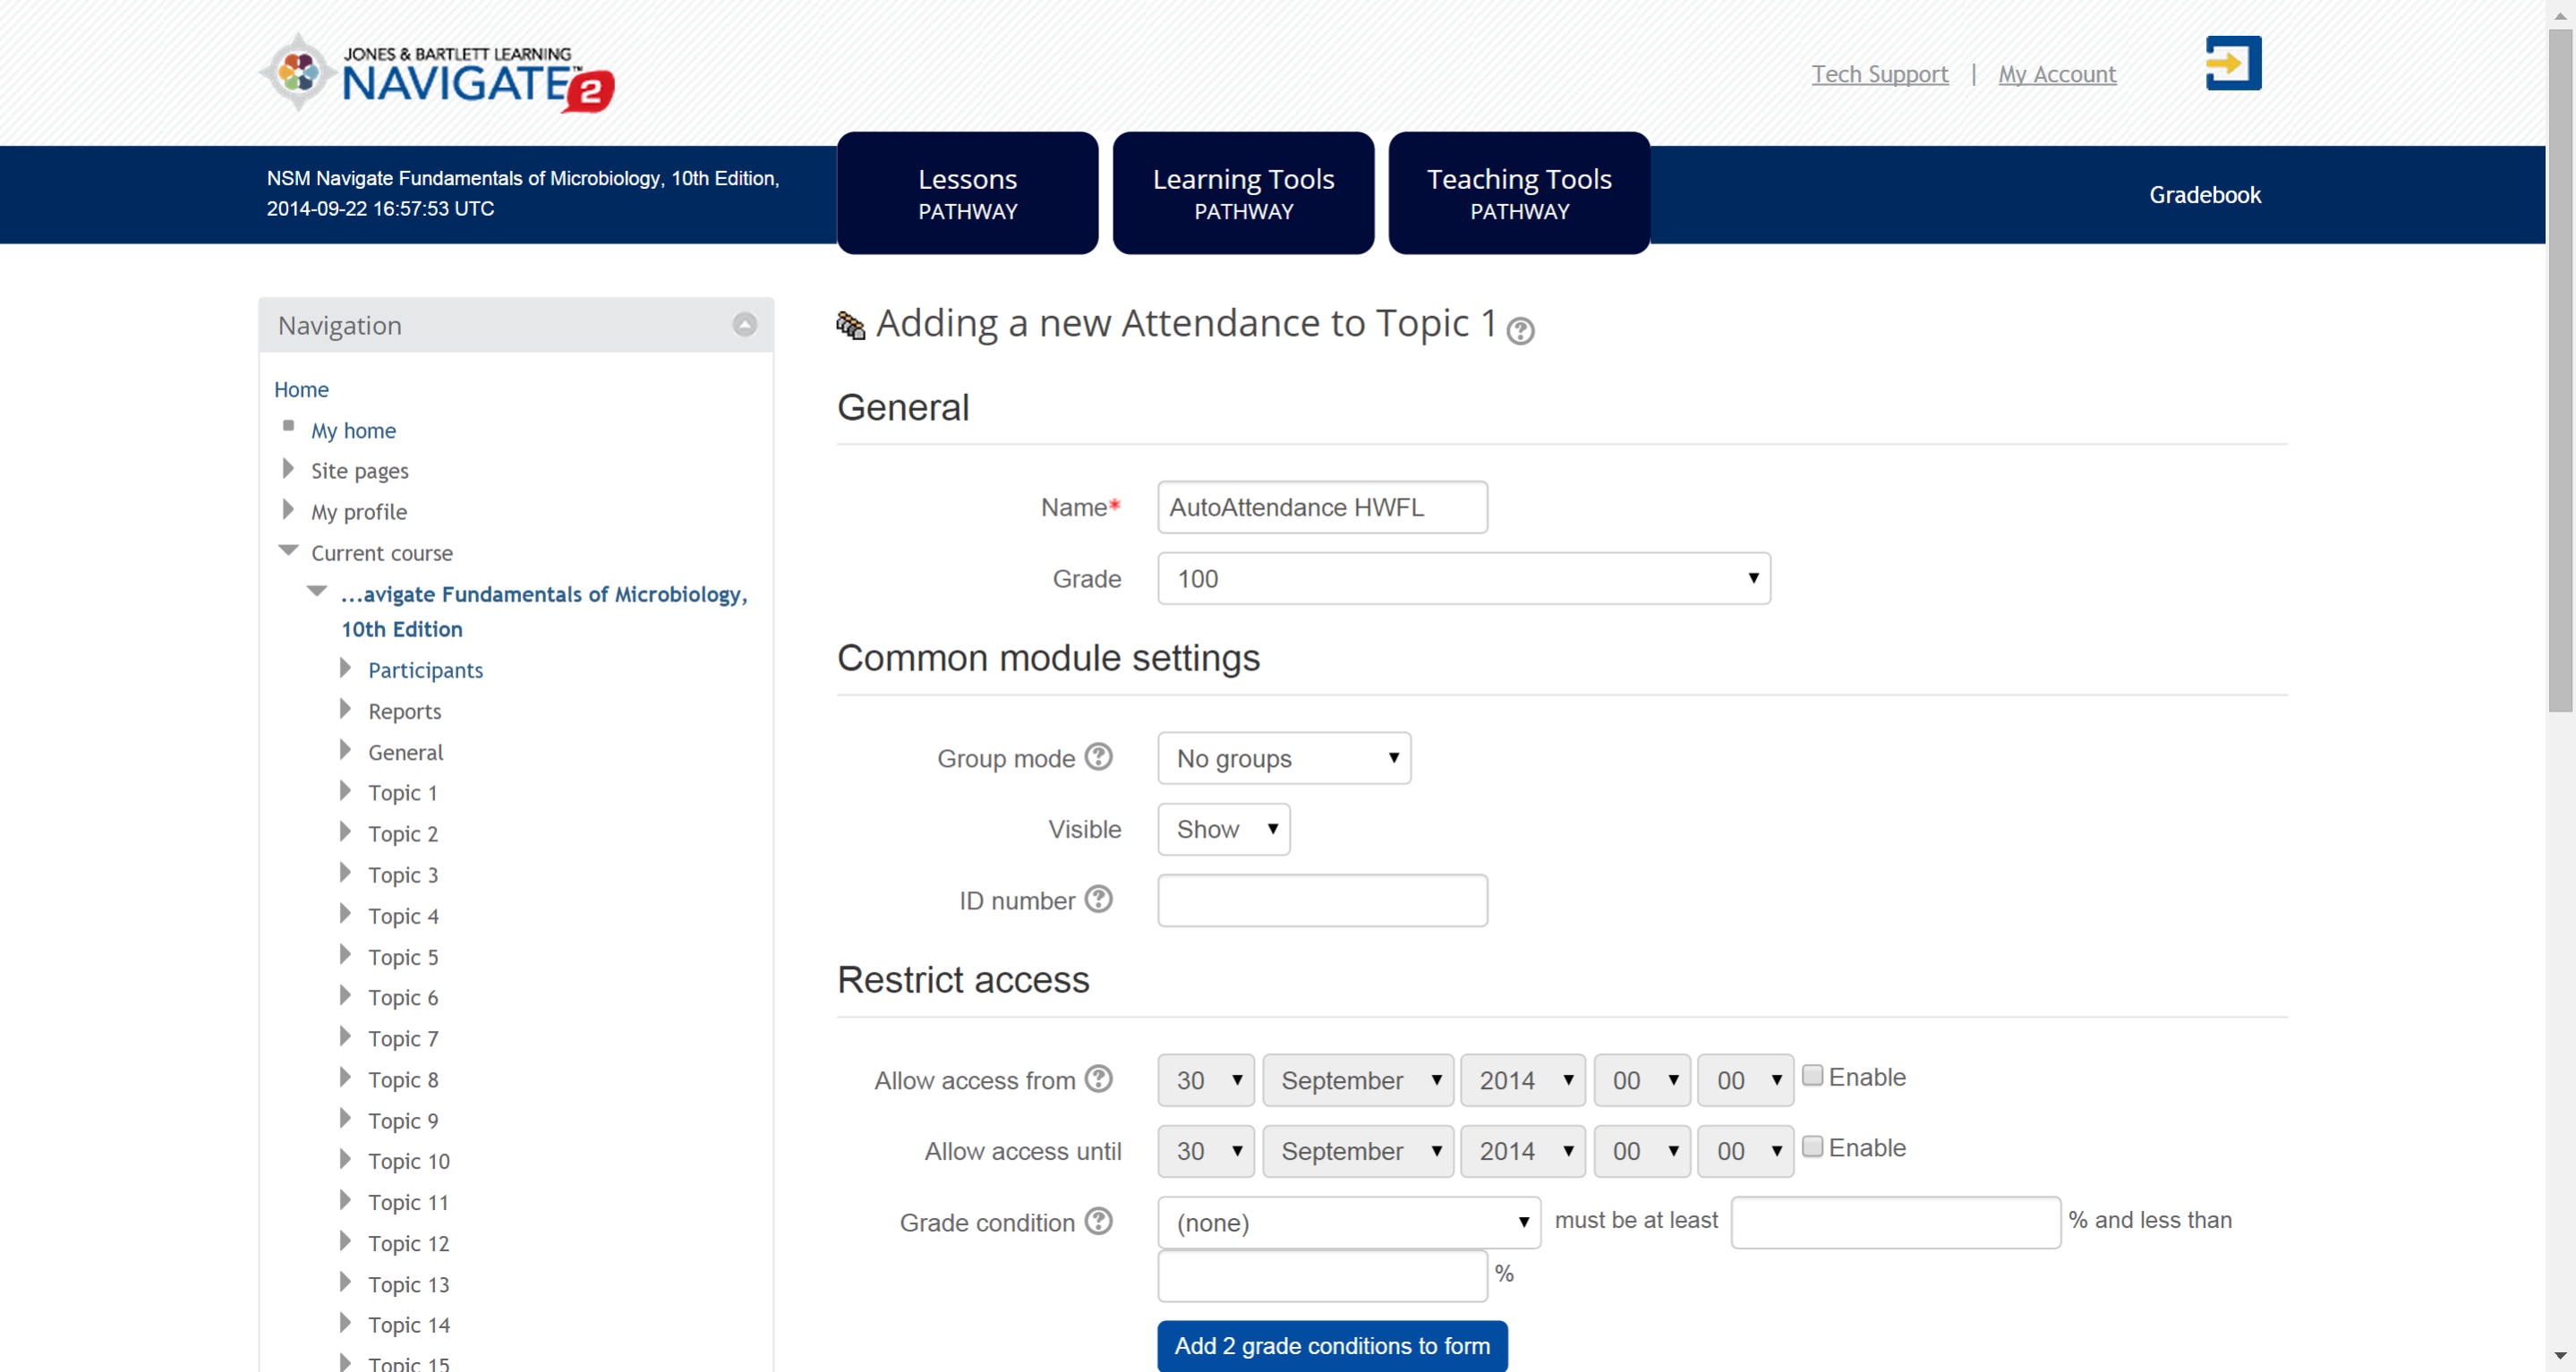 JONES & BARTLETT LEARNING
NAVIGATE™ 2
Tech Support | My Account
NSM Navigate Fundamentals of Microbiology, 10th Edition,
2014-09-22 16:57:53 UTC
Lessons
PATHWAY
Learning Tools
PATHWAY
Teaching Tools
PATHWAY
Gradebook
Navigation
Home
My home
Site pages
My profile
Current course
...avigate Fundamentals of Microbiology,
10th Edition
Participants
Reports
General
Topic 1
Topic 2
Topic 3
Topic 4
Topic 5
Topic 6
Topic 7
Topic 8
Topic 9
Topic 10
Topic 11
Topic 12
Topic 13
Topic 14
Topic 15
Adding a new Attendance to Topic 1
General
Name* AutoAttendance HWFL
Grade 100
Common module settings
Group mode No groups
Visible Show
ID number
Restrict access
Allow access from 30 September 2014 00 00 Enable
Allow access until 30 September 2014 00 00 Enable
Grade condition (none) must be at least % and less than
%
Add 2 grade conditions to form